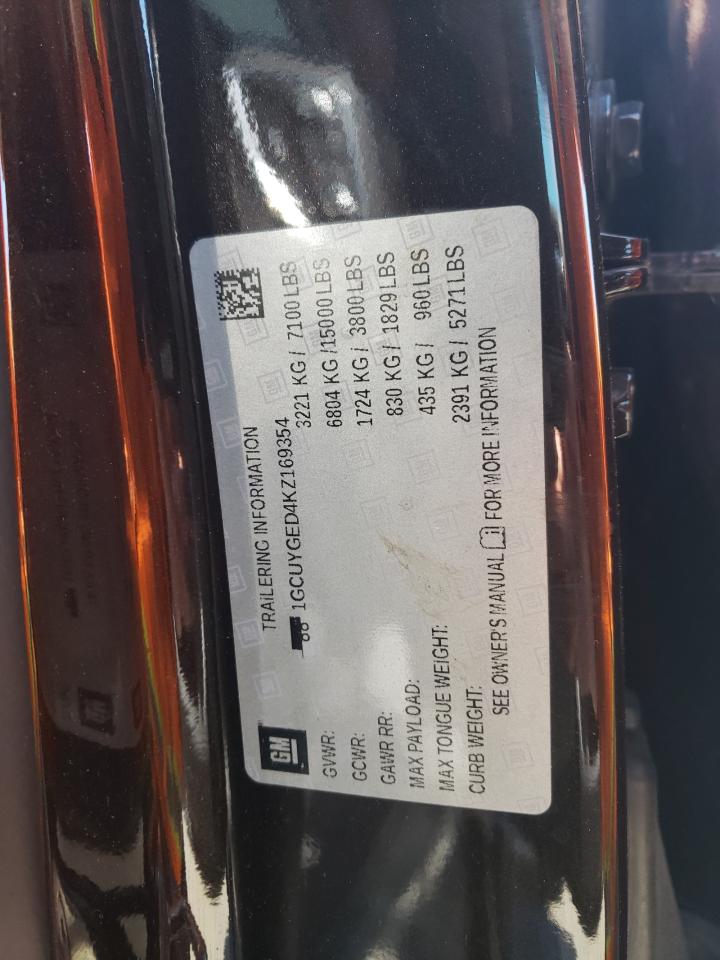 GM
TRAILERING INFORMATION
1GCUYGED4KZ169354
GVWR: 3221 KG / 7100 LBS
GCWR: 6804 KG /15000 LBS
GAWR RR: 1724 KG / 3800 LBS
MAX PAYLOAD: 830 KG / 1829 LBS
MAX TONGUE WEIGHT: 435 KG / 960 LBS
CURB WEIGHT: 2391 KG / 5271 LBS
SEE OWNER'S MANUAL FOR MORE INFORMATION